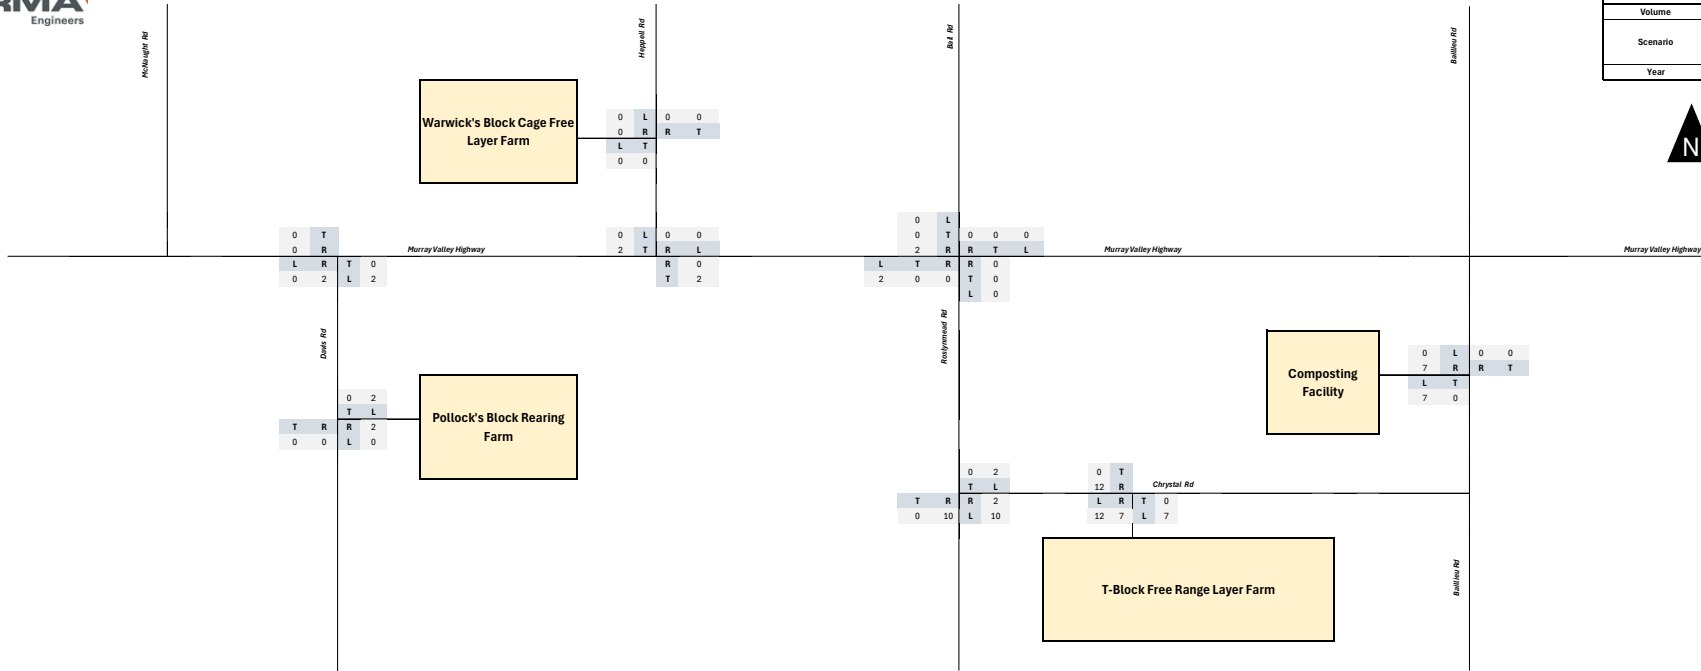 Engineers
Volume
Scenario
Year
N
McNaught Rd
Heppell Rd
Ball Rd
Baillieu Rd
Warwick's Block Cage Free
Layer Farm
0 L 0 0
0 R R T
L T
0 0
0 T
0 R
L R T 0
0 2 L 2
Murray Valley Highway
0 L 0 0
2 T R L
R 0
T 2
0 L
0 T 0 0 0
2 R R T L
L T R R 0
2 0 0 T 0
L 0
Murray Valley Highway
Murray Valley Highway
Davis Rd
Roslynmead Rd
0 2
T L
T R R 2
0 0 L 0
Pollock's Block Rearing
Farm
Composting
Facility
0 L 0 0
7 R R T
L T
7 0
0 2
T L
T R R 2
0 10 L 10
0 T
12 R
L R T 0
12 7 L 7
Chrystal Rd
T-Block Free Range Layer Farm
Baillieu Rd